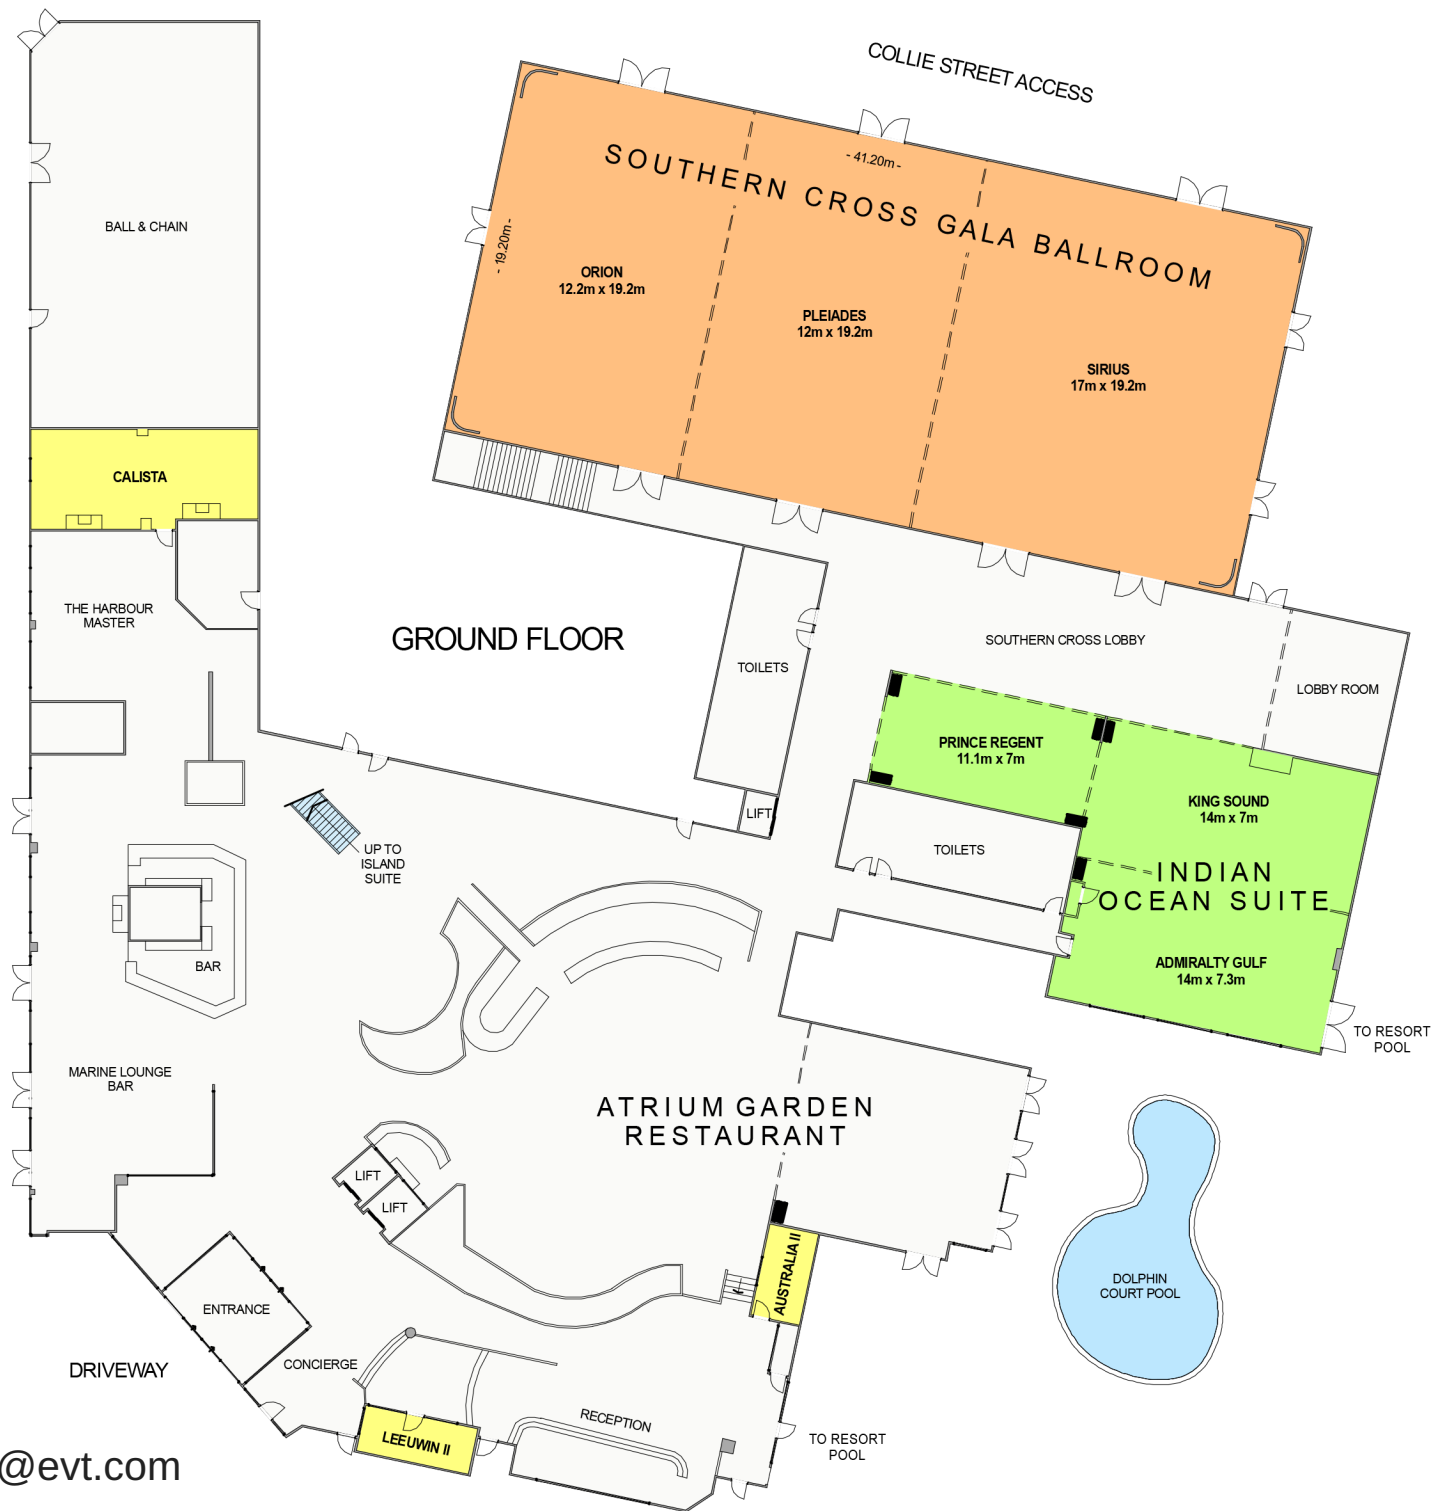 COLLIE STREET ACCESS
- 41.20m -
SOUTHERN CROSS GALA BALLROOM
- 19.20m -
BALL & CHAIN
ORION
12.2m x 19.2m
PLEIADES
12m x 19.2m
SIRIUS
17m x 19.2m
CALISTA
THE HARBOUR
MASTER
GROUND FLOOR
TOILETS
SOUTHERN CROSS LOBBY
LOBBY ROOM
PRINCE REGENT
11.1m x 7m
KING SOUND
14m x 7m
LIFT
TOILETS
UP TO
ISLAND
SUITE
INDIAN
OCEAN SUITE
BAR
ADMIRALTY GULF
14m x 7.3m
TO RESORT
POOL
MARINE LOUNGE
BAR
ATRIUM GARDEN
RESTAURANT
LIFT
LIFT
AUSTRALIA II
DOLPHIN
COURT POOL
ENTRANCE
CONCIERGE
DRIVEWAY
RECEPTION
LEEUWIN II
TO RESORT
POOL
@evt.com